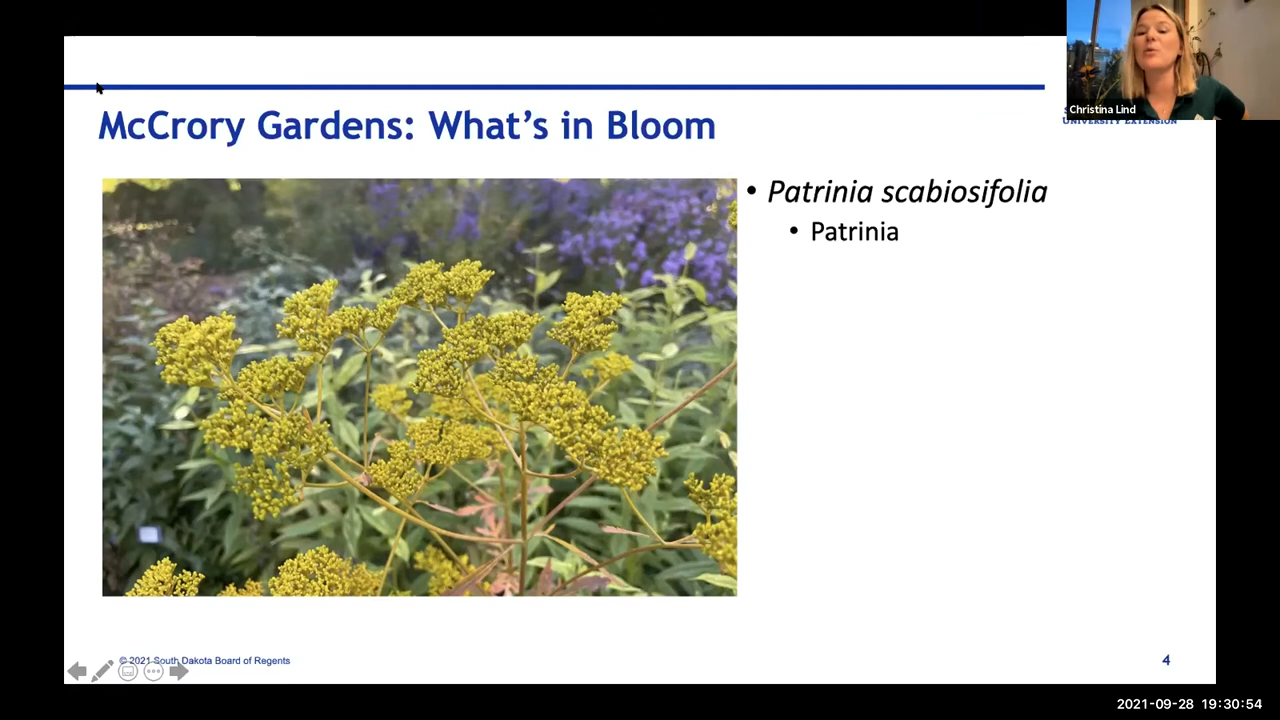 Christina Lind
UNIVERSITY EXTENSION
McCrory Gardens: What's in Bloom
• Patrinia scabiosifolia
• Patrinia
© 2021 South Dakota Board of Regents
4
2021-09-28 19:30:54